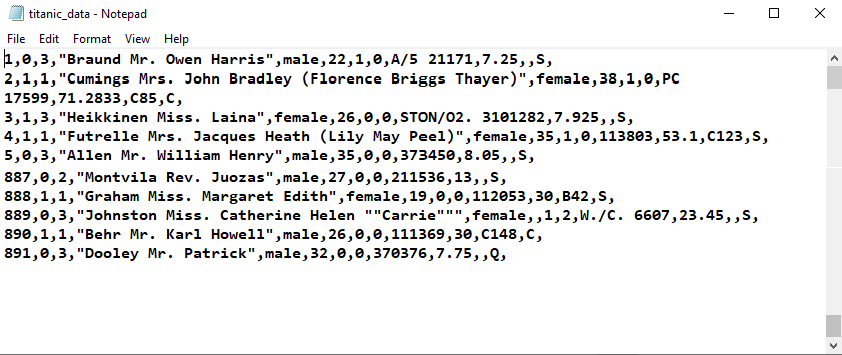 titanic_data - Notepad
File Edit Format View Help
1,0,3,"Braund Mr. Owen Harris",male,22,1,0,A/5 21171,7.25,,S,
2,1,1,"Cumings Mrs. John Bradley (Florence Briggs Thayer)",female,38,1,0,PC
17599,71.2833,C85,C,
3,1,3,"Heikkinen Miss. Laina",female,26,0,0,STON/O2. 3101282,7.925,,S,
4,1,1,"Futrelle Mrs. Jacques Heath (Lily May Peel)",female,35,1,0,113803,53.1,C123,S,
5,0,3,"Allen Mr. William Henry",male,35,0,0,373450,8.05,,S,
887,0,2,"Montvila Rev. Juozas",male,27,0,0,211536,13,,S,
888,1,1,"Graham Miss. Margaret Edith",female,19,0,0,112053,30,B42,S,
889,0,3,"Johnston Miss. Catherine Helen ""Carrie""",female,,1,2,W./C. 6607,23.45,,S,
890,1,1,"Behr Mr. Karl Howell",male,26,0,0,111369,30,C148,C,
891,0,3,"Dooley Mr. Patrick",male,32,0,0,370376,7.75,,Q,